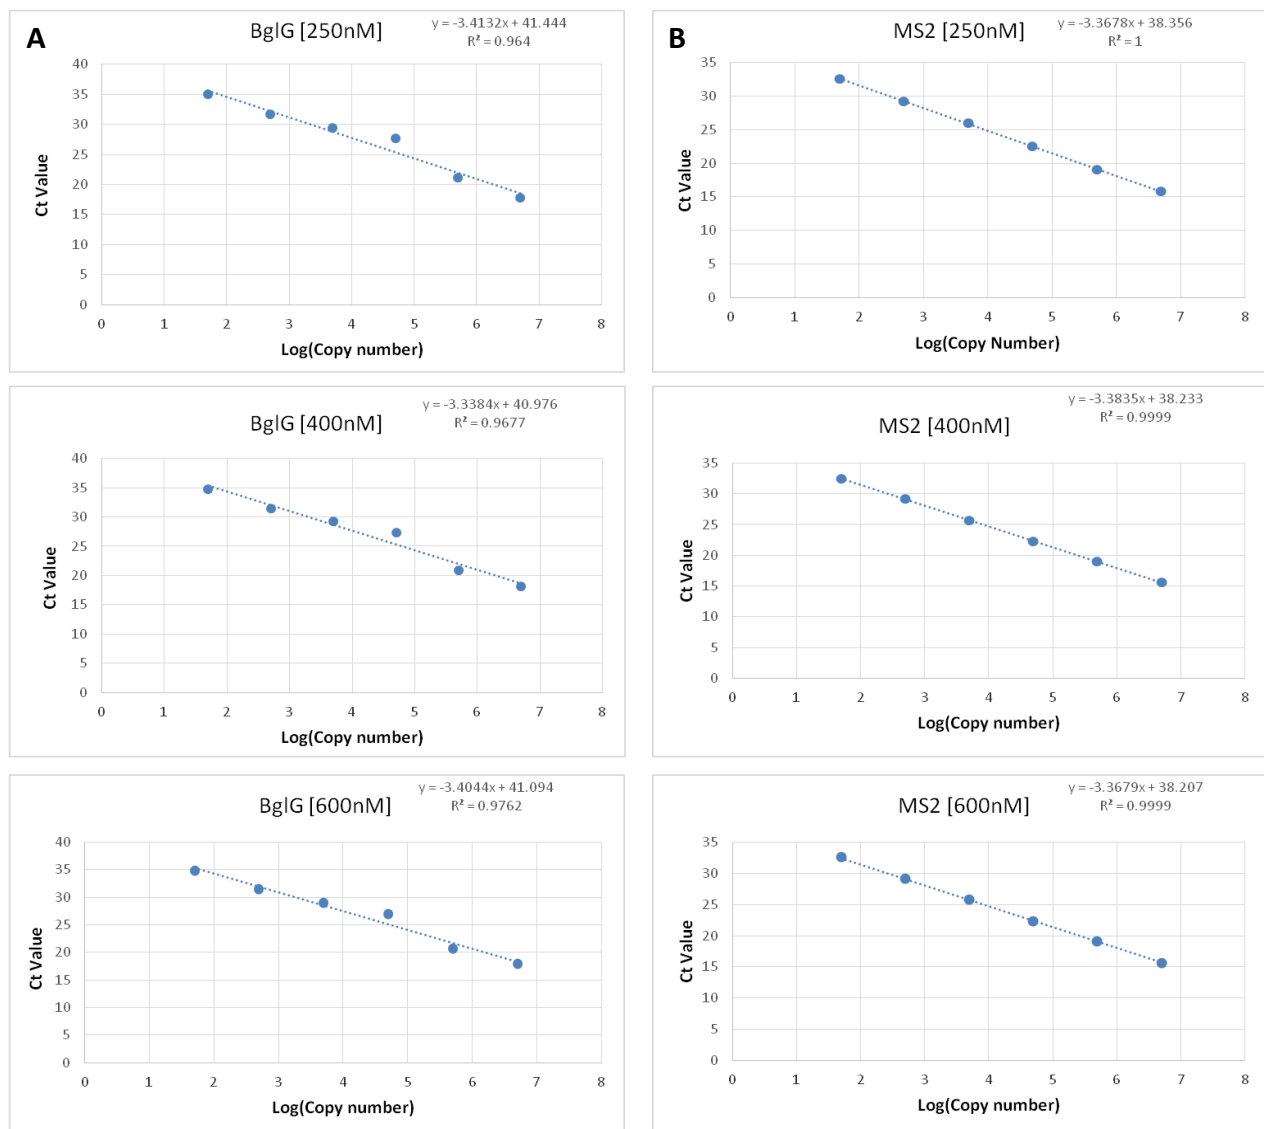 A
BglG [250nM]
y = -3.4132x + 41.444
R² = 0.964
40
35
30
25
20
15
10
5
0
Ct Value
0 1 2 3 4 5 6 7 8
Log(Copy number)
B
MS2 [250nM]
y = -3.3678x + 38.356
R² = 1
35
30
25
20
15
10
5
0
Ct Value
0 1 2 3 4 5 6 7 8
Log(Copy Number)
BglG [400nM]
y = -3.3384x + 40.976
R² = 0.9677
40
35
30
25
20
15
10
5
0
Ct Value
0 1 2 3 4 5 6 7 8
Log(Copy number)
MS2 [400nM]
y = -3.3835x + 38.233
R² = 0.9999
35
30
25
20
15
10
5
0
Ct Value
0 1 2 3 4 5 6 7 8
Log(Copy number)
BglG [600nM]
y = -3.4044x + 41.094
R² = 0.9762
40
35
30
25
20
15
10
5
0
Ct Value
0 1 2 3 4 5 6 7 8
Log(Copy number)
MS2 [600nM]
y = -3.3679x + 38.207
R² = 0.9999
35
30
25
20
15
10
5
0
Ct Value
0 1 2 3 4 5 6 7 8
Log(Copy number)